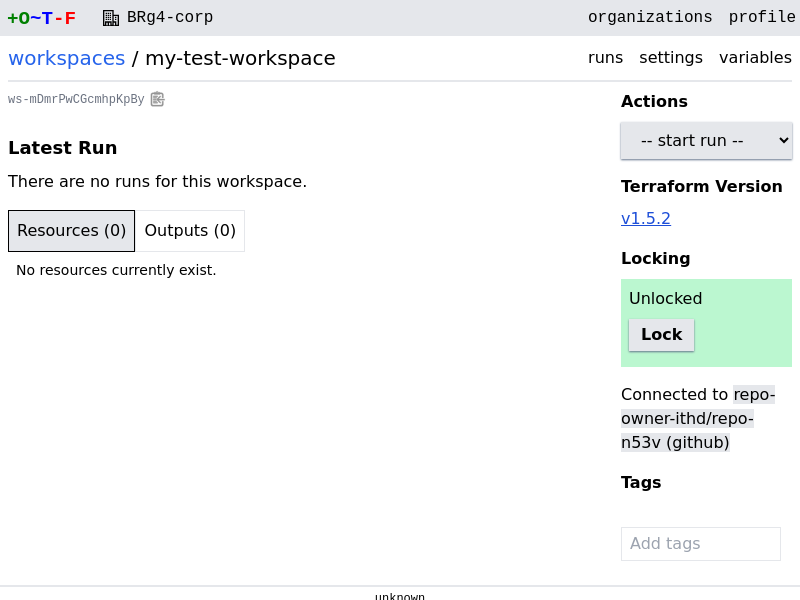 +O~T-F BRg4-corp organizations profile
workspaces / my-test-workspace runs settings variables
ws-mDmrPwCGcmhpKpBy
Actions
-- start run --
Latest Run
There are no runs for this workspace.
Terraform Version
v1.5.2
Resources (0) Outputs (0)
No resources currently exist.
Locking
Unlocked
Lock
Connected to repo-
owner-ithd/repo-
n53v (github)
Tags
Add tags
unknown